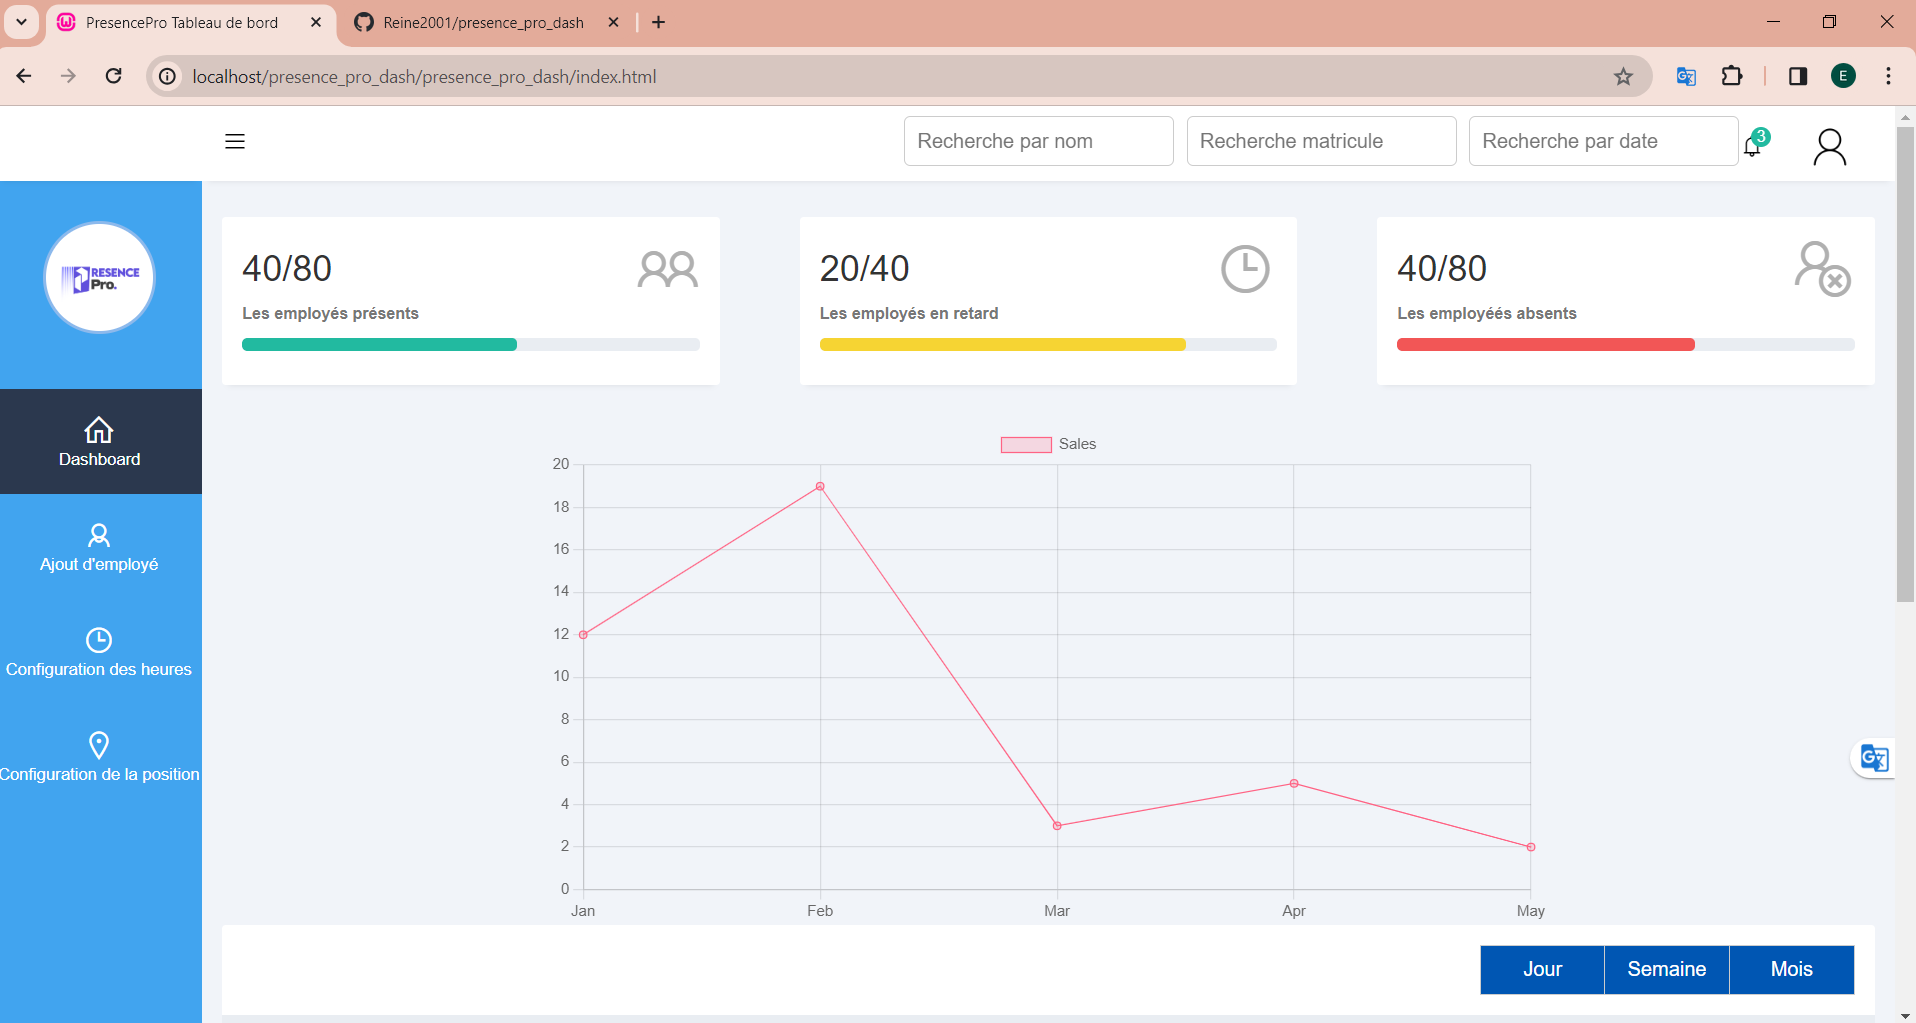 PresencePro Tableau de bord
Reine2001/presence_pro_dash
localhost/presence_pro_dash/presence_pro_dash/index.html
E
Recherche par nom
Recherche matricule
Recherche par date
3
RESENCE
Pro.
Dashboard
Ajout d'employé
Configuration des heures
Configuration de la position
40/80
Les employés présents
20/40
Les employés en retard
40/80
Les employéés absents
Sales
20
18
16
14
12
10
8
6
4
2
0
Jan Feb Mar Apr May
Jour Semaine Mois